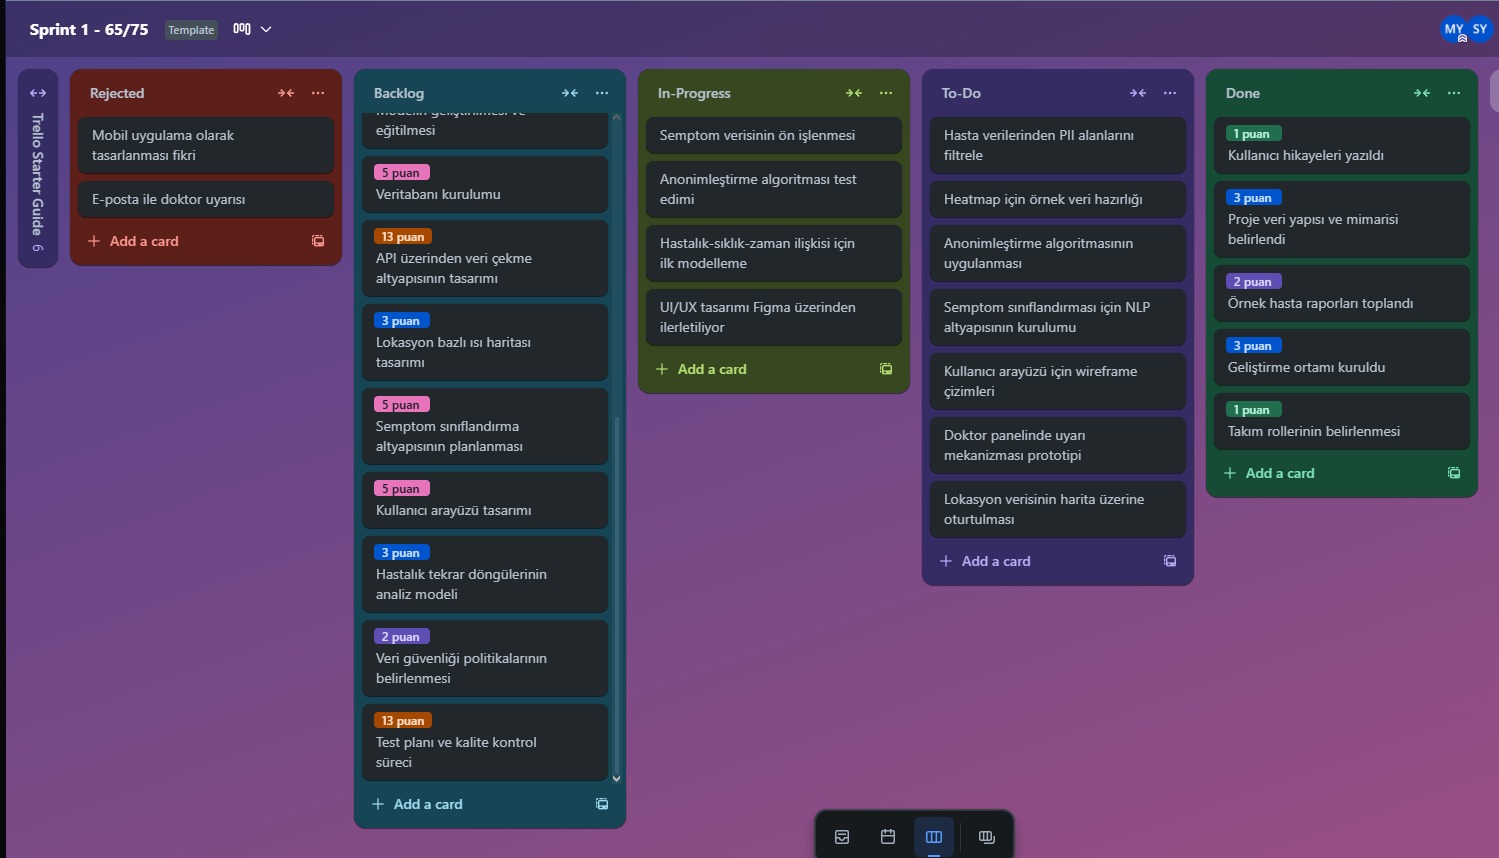 Sprint 1 - 65/75
Template
MY
SY
Trello Starter Guide 6
Rejected
Mobil uygulama olarak
tasarlanması fikri
E-posta ile doktor uyarısı
Add a card
Backlog
Modelin geliştirilmesi ve
eğitilmesi
5 puan
Veritabanı kurulumu
13 puan
API üzerinden veri çekme
altyapısının tasarımı
3 puan
Lokasyon bazlı ısı haritası
tasarımı
5 puan
Semptom sınıflandırma
altyapısının planlanması
5 puan
Kullanıcı arayüzü tasarımı
3 puan
Hastalık tekrar döngülerinin
analiz modeli
2 puan
Veri güvenliği politikalarının
belirlenmesi
13 puan
Test planı ve kalite kontrol
süreci
Add a card
In-Progress
Semptom verisinin ön işlenmesi
Anonimleştirme algoritması test
edimi
Hastalık-sıklık-zaman ilişkisi için
ilk modelleme
UI/UX tasarımı Figma üzerinden
ilerletiliyor
Add a card
To-Do
Hasta verilerinden PII alanlarını
filtrele
Heatmap için örnek veri hazırlığı
Anonimleştirme algoritmasının
uygulanması
Semptom sınıflandırması için NLP
altyapısının kurulumu
Kullanıcı arayüzü için wireframe
çizimleri
Doktor panelinde uyarı
mekanizması prototipi
Lokasyon verisinin harita üzerine
oturtulması
Add a card
Done
1 puan
Kullanıcı hikayeleri yazıldı
3 puan
Proje veri yapısı ve mimarisi
belirlendi
2 puan
Örnek hasta raporları toplandı
3 puan
Geliştirme ortamı kuruldu
1 puan
Takım rollerinin belirlenmesi
Add a card